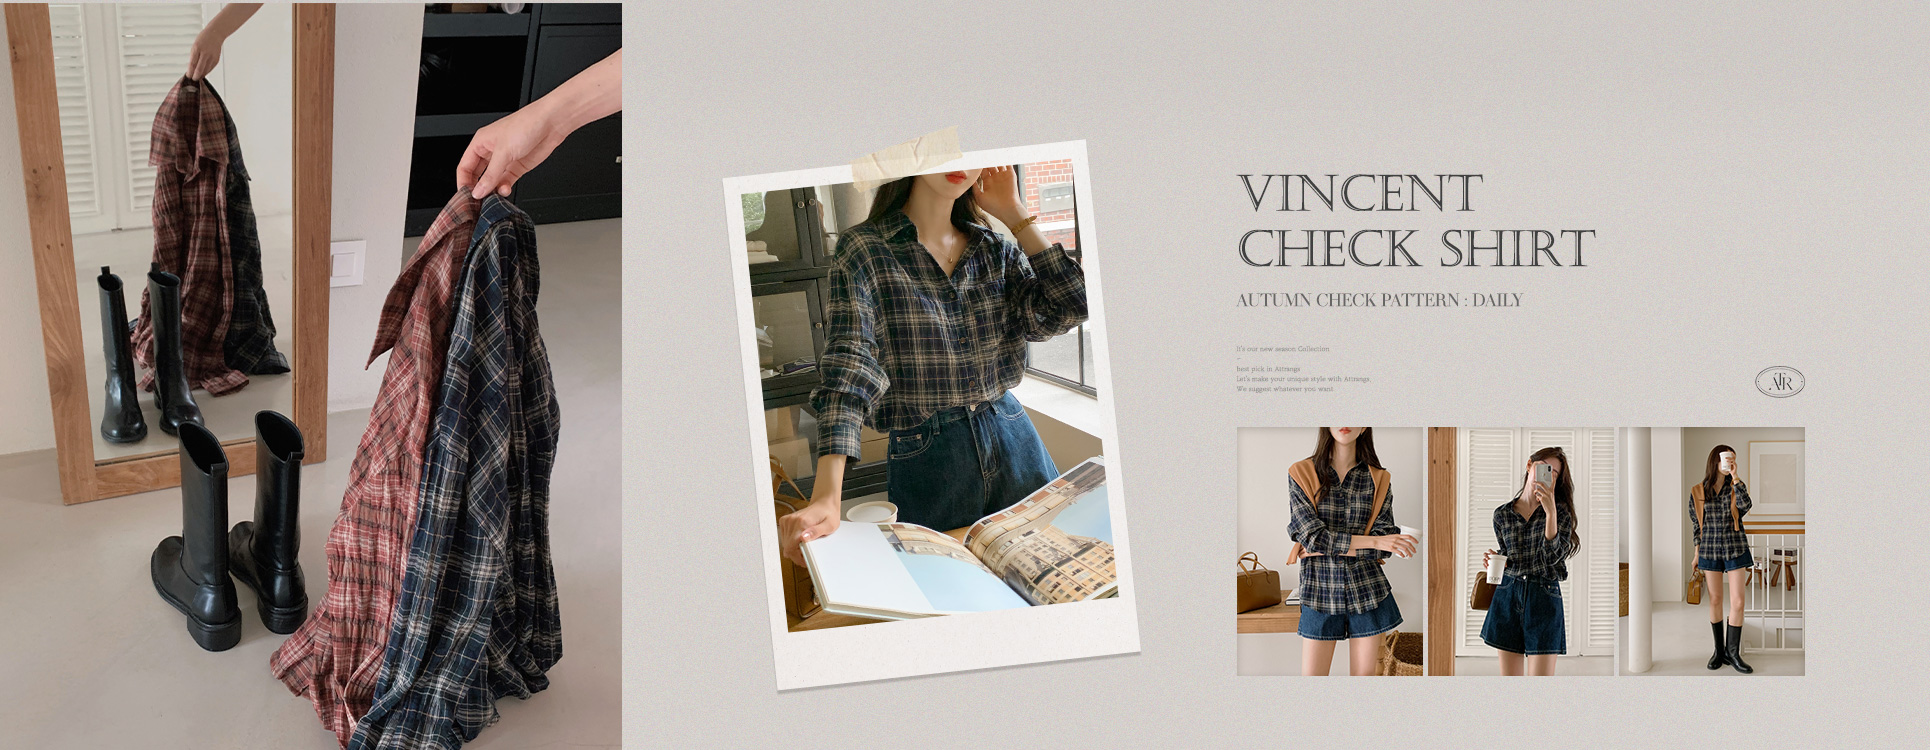 VINCENT
CHECK SHIRT
AUTUMN CHECK PATTERN : DAILY
It's our new season Collection
–
best pick in Attrangs
Let's make your unique style with Attrangs.
We suggest whatever you want.
ATR